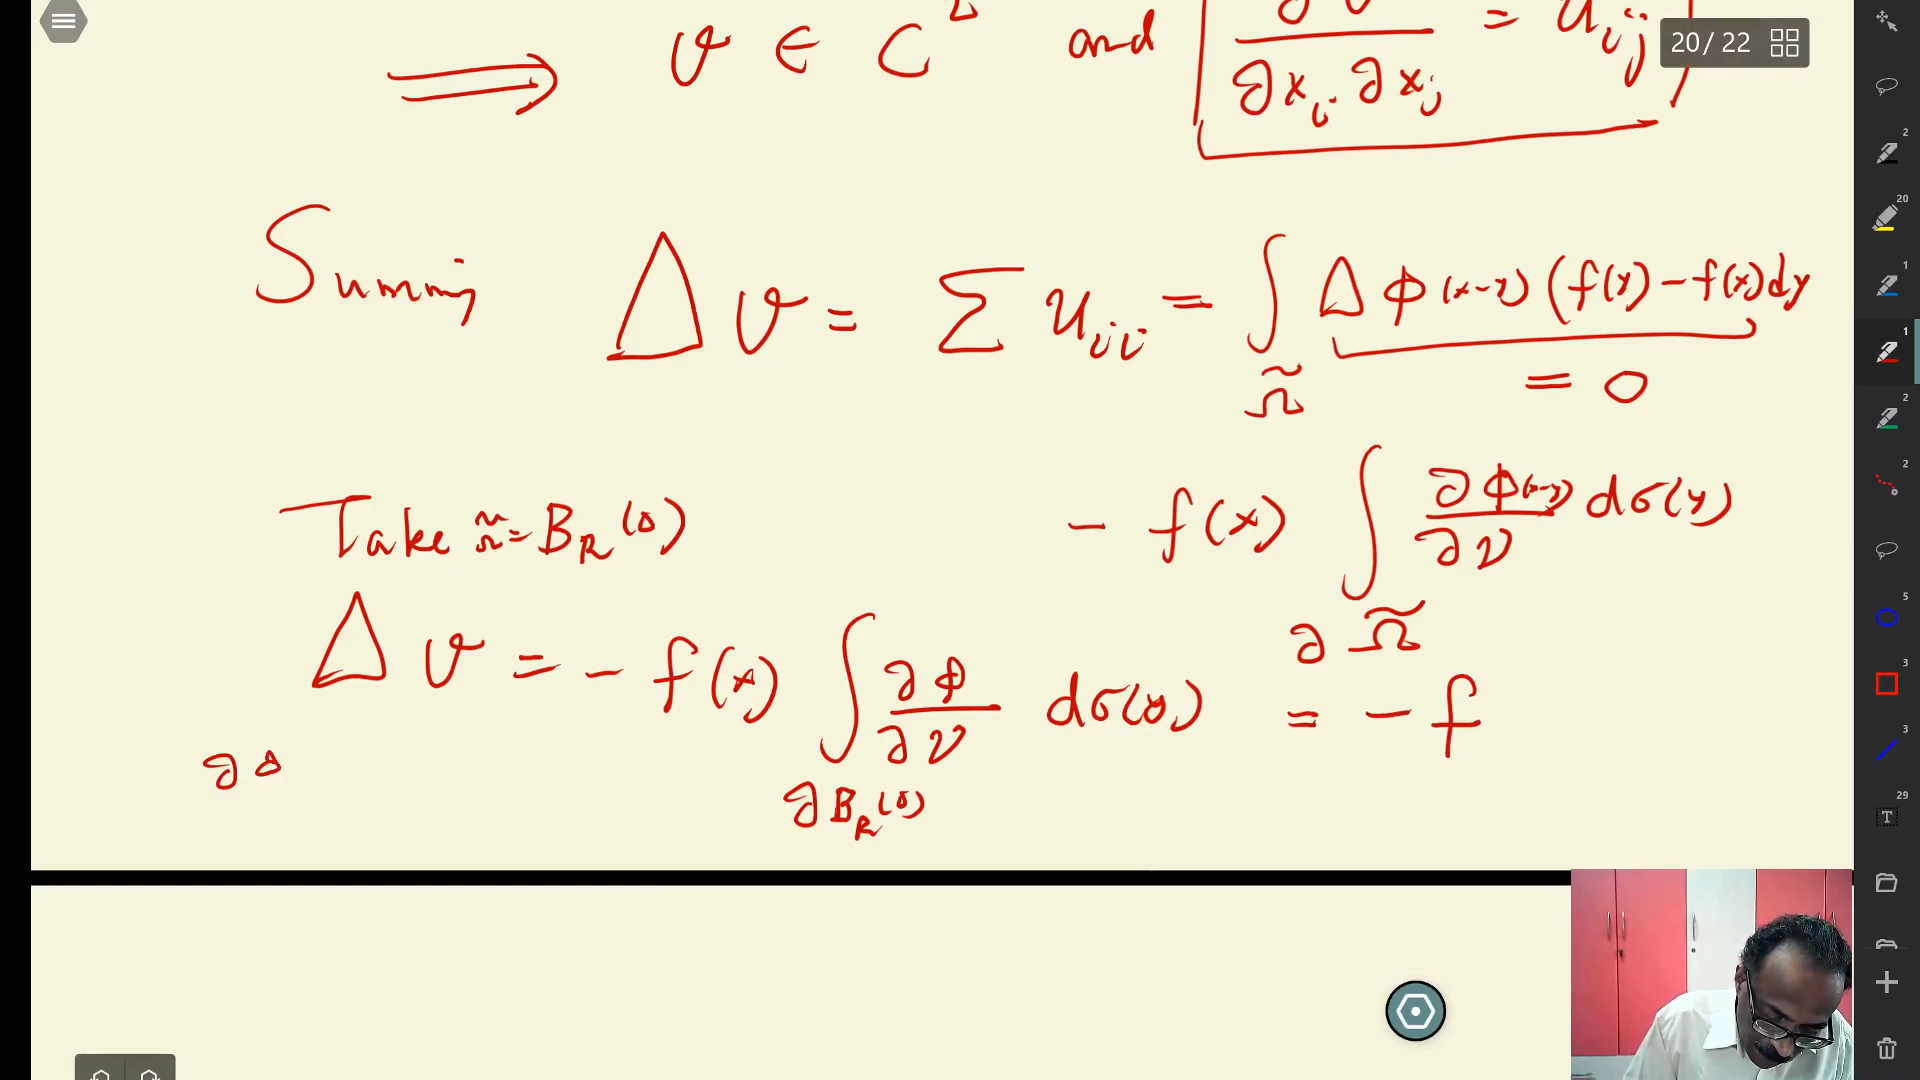 ⟹ v ∈ C² and ∂²v / ∂xᵢ ∂xⱼ = uᵢⱼ
20/ 22
Summing Δv = Σ uᵢᵢ = ∫_Ω̃ Δφ(x-y) (f(y) - f(x)) dy
= 0
Take Ω̃ = B_R(0) - f(x) ∫_∂Ω̃ ∂φ(x-y)/∂ν dσ(y)
Δv = - f(x) ∫_∂B_R(0) ∂φ/∂ν dσ(y) = - f